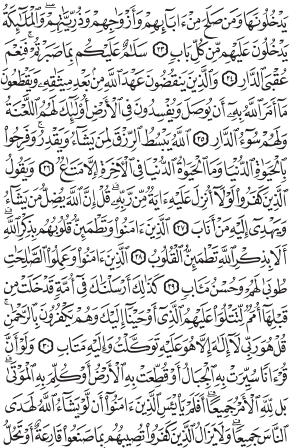 يَدْخُلُونَهَا وَمَن صَلَحَ مِنْ ءَابَآئِهِمْ وَأَزْوَٰجِهِمْ وَذُرِّيَّٰتِهِمْ ۖ وَٱلْمَلَٰٓئِكَةُ
يَدْخُلُونَ عَلَيْهِم مِّن كُلِّ بَابٍ ٢٣ سَلَٰمٌ عَلَيْكُم بِمَا صَبَرْتُمْ ۚ فَنِعْمَ
عُقْبَى ٱلدَّارِ ٢٤ وَٱلَّذِينَ يَنقُضُونَ عَهْدَ ٱللَّهِ مِنۢ بَعْدِ مِيثَٰقِهِۦ وَيَقْطَعُونَ
مَآ أَمَرَ ٱللَّهُ بِهِۦٓ أَن يُوصَلَ وَيُفْسِدُونَ فِى ٱلْأَرْضِ ۙ أُو۟لَٰٓئِكَ لَهُمُ ٱللَّعْنَةُ
وَلَهُمْ سُوٓءُ ٱلدَّارِ ٢٥ ٱللَّهُ يَبْسُطُ ٱلرِّزْقَ لِمَن يَشَآءُ وَيَقْدِرُ ۚ وَفَرِحُوا۟
بِٱلْحَيَوٰةِ ٱلدُّنْيَا وَمَا ٱلْحَيَوٰةُ ٱلدُّنْيَا فِى ٱلْءَاخِرَةِ إِلَّا مَتَٰعٌ ٢٦ وَيَقُولُ
ٱلَّذِينَ كَفَرُوا۟ لَوْلَآ أُنزِلَ عَلَيْهِ ءَايَةٌ مِّن رَّبِّهِۦ ۗ قُلْ إِنَّ ٱللَّهَ يُضِلُّ مَن يَشَآءُ
وَيَهْدِىٓ إِلَيْهِ مَنْ أَنَابَ ٢٧ ٱلَّذِينَ ءَامَنُوا۟ وَتَطْمَئِنُّ قُلُوبُهُم بِذِكْرِ ٱللَّهِ ۗ
أَلَا بِذِكْرِ ٱللَّهِ تَطْمَئِنُّ ٱلْقُلُوبُ ٢٨ ٱلَّذِينَ ءَامَنُوا۟ وَعَمِلُوا۟ ٱلصَّٰلِحَٰتِ
طُوبَىٰ لَهُمْ وَحُسْنُ مَـَٔابٍ ٢٩ كَذَٰلِكَ أَرْسَلْنَٰكَ فِىٓ أُمَّةٍ قَدْ خَلَتْ مِن
قَبْلِهَآ أُمَمٌ لِّتَتْلُوَا۟ عَلَيْهِمُ ٱلَّذِىٓ أَوْحَيْنَآ إِلَيْكَ وَهُمْ يَكْفُرُونَ بِٱلرَّحْمَٰنِ ۚ
قُلْ هُوَ رَبِّى لَآ إِلَٰهَ إِلَّا هُوَ عَلَيْهِ تَوَكَّلْتُ وَإِلَيْهِ مَتَابِ ٣٠ وَلَوْ أَنَّ
قُرْءَانًا سُيِّرَتْ بِهِ ٱلْجِبَالُ أَوْ قُطِّعَتْ بِهِ ٱلْأَرْضُ أَوْ كُلِّمَ بِهِ ٱلْمَوْتَىٰ ۗ
بَل لِّلَّهِ ٱلْأَمْرُ جَمِيعًا ۗ أَفَلَمْ يَا۟يْـَٔسِ ٱلَّذِينَ ءَامَنُوٓا۟ أَن لَّوْ يَشَآءُ ٱللَّهُ لَهَدَى
ٱلنَّاسَ جَمِيعًا ۗ وَلَا يَزَالُ ٱلَّذِينَ كَفَرُوا۟ تُصِيبُهُم بِمَا صَنَعُوا۟ قَارِعَةٌ أَوْ تَحُلُّ